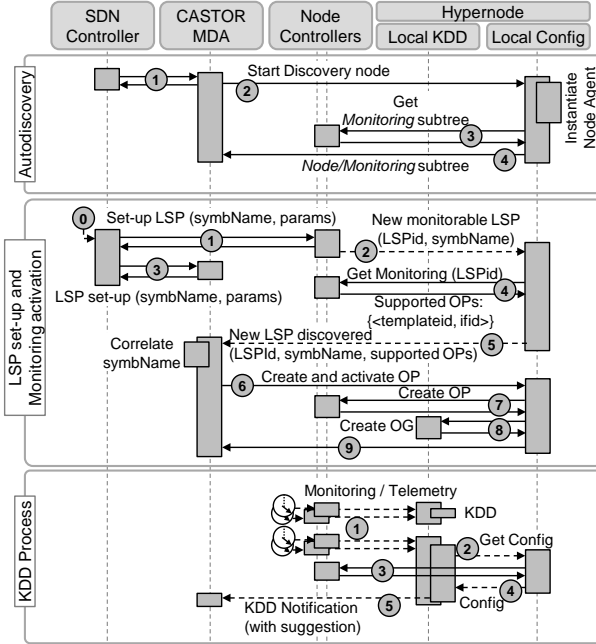 SDN
Controller
CASTOR
MDA
Node
Controllers
Hypernode
Local KDD
Local Config
Autodiscovery
1
2
Start Discovery node
Instantiate
Node Agent
Get
Monitoring subtree
3
Node/Monitoring subtree
4
LSP set-up and
Monitoring activation
0
Set-up LSP (symbName, params)
1
New monitorable LSP
(LSPid, symbName)
2
3
LSP set-up (symbName, params)
Get Monitoring (LSPid)
4
Supported OPs:
{<templateid, ifid>}
New LSP discovered
(LSPId, symbName, supported OPs)
5
Correlate
symbName
6
Create and activate OP
Create OP
7
Create OG
8
9
KDD Process
Monitoring / Telemetry
KDD
1
2
Get Config
3
4
Config
5
KDD Notification
(with suggestion)